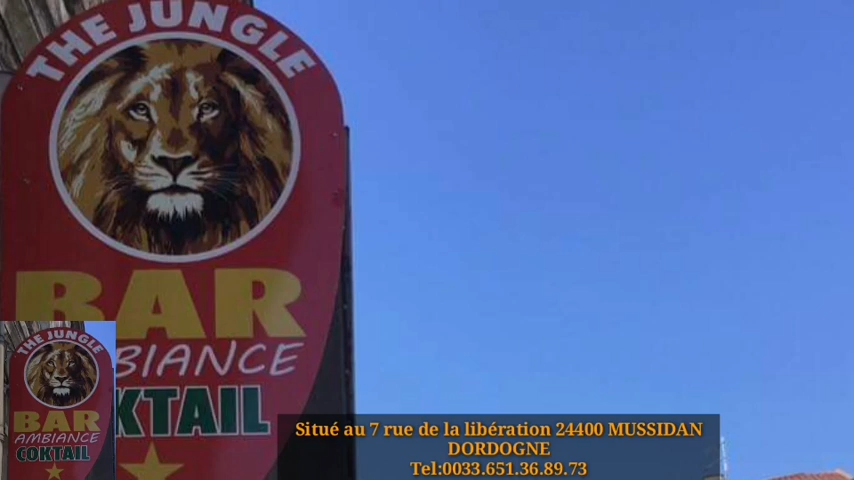 THE JUNGLE
BAR
BIANCE
KTAIL
THE JUNGLE
BAR
AMBIANCE
COKTAIL
Situé au 7 rue de la libération 24400 MUSSIDAN
DORDOGNE
Tel:0033.651.36.89.73